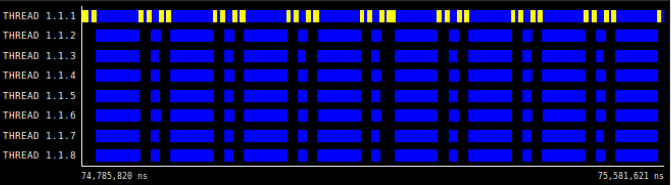 THREAD 1.1.1
THREAD 1.1.2
THREAD 1.1.3
THREAD 1.1.4
THREAD 1.1.5
THREAD 1.1.6
THREAD 1.1.7
THREAD 1.1.8
74,785,820 ns 75,581,621 ns